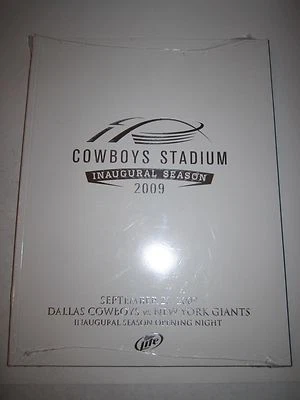 COWBOYS STADIUM
INAUGURAL SEASON
2009
SEPTEMBER
DALLAS COWBOYS vs. NEW YORK GIANTS
INAUGURAL SEASON OPENING NIGHT
Lite